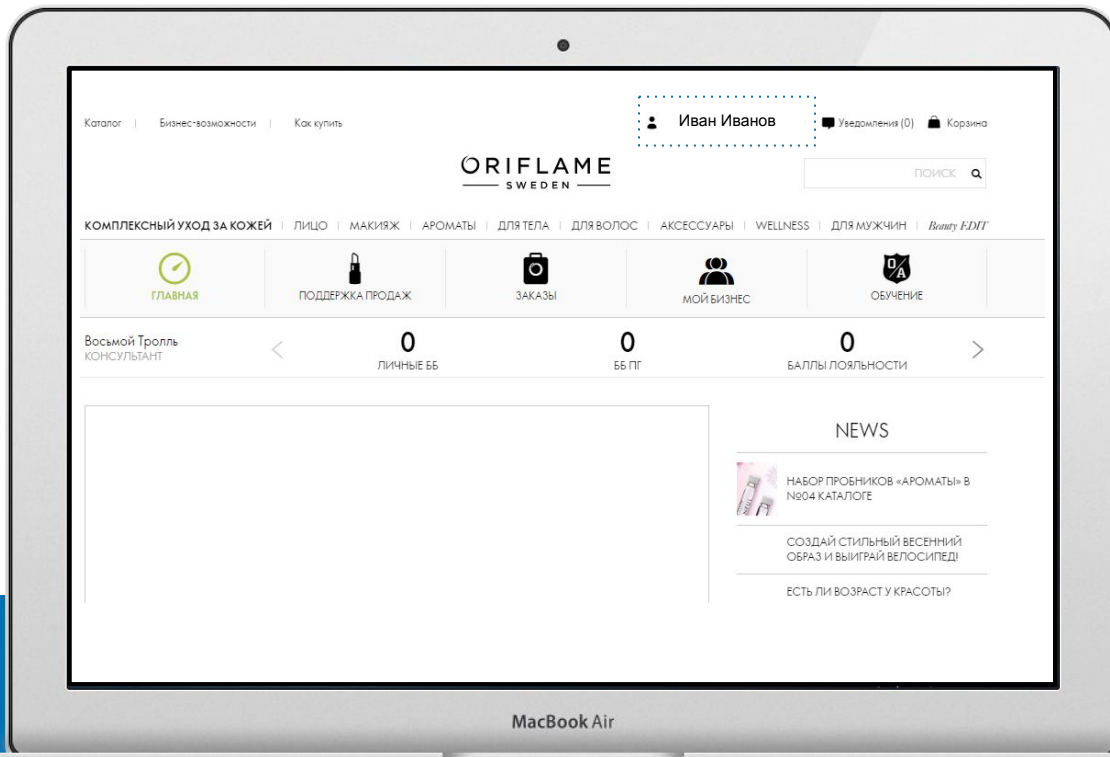 Каталог | Бизнес-возможности | Как купить
Иван Иванов
Уведомления (0)
Корзина
ORIFLAME
SWEDEN
ПОИСК
КОМПЛЕКСНЫЙ УХОД ЗА КОЖЕЙ | ЛИЦО | МАКИЯЖ | АРОМАТЫ | ДЛЯ ТЕЛА | ДЛЯ ВОЛОС | АКСЕССУАРЫ | WELLNESS | ДЛЯ МУЖЧИН | Beauty EDIT
ГЛАВНАЯ
ПОДДЕРЖКА ПРОДАЖ
ЗАКАЗЫ
МОЙ БИЗНЕС
Q/A
ОБУЧЕНИЕ
Восьмой Тролль
КОНСУЛЬТАНТ
0
ЛИЧНЫЕ ББ
0
ББ ПГ
0
БАЛЛЫ ЛОЯЛЬНОСТИ
NEWS
НАБОР ПРОБНИКОВ «АРОМАТЫ» В
№04 КАТАЛОГЕ
СОЗДАЙ СТИЛЬНЫЙ ВЕСЕННИЙ
ОБРАЗ И ВЫИГРАЙ ВЕЛОСИПЕД!
ЕСТЬ ЛИ ВОЗРАСТ У КРАСОТЫ?
MacBook Air